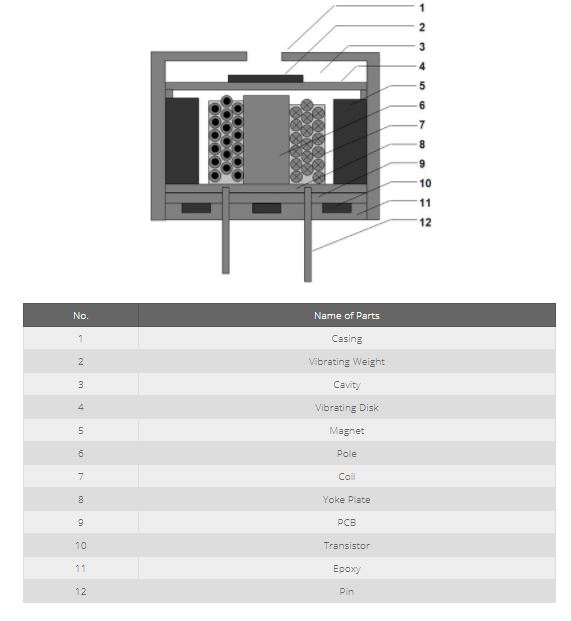 1
2
3
4
5
6
7
8
9
10
11
12
No. Name of Parts
1 Casing
2 Vibrating Weight
3 Cavity
4 Vibrating Disk
5 Magnet
6 Pole
7 Coil
8 Yoke Plate
9 PCB
10 Transistor
11 Epoxy
12 Pin